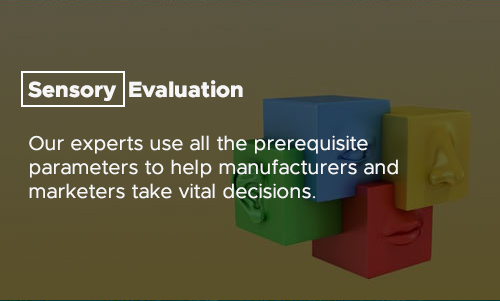 Sensory Evaluation
Our experts use all the prerequisite
parameters to help manufacturers and
marketers take vital decisions.